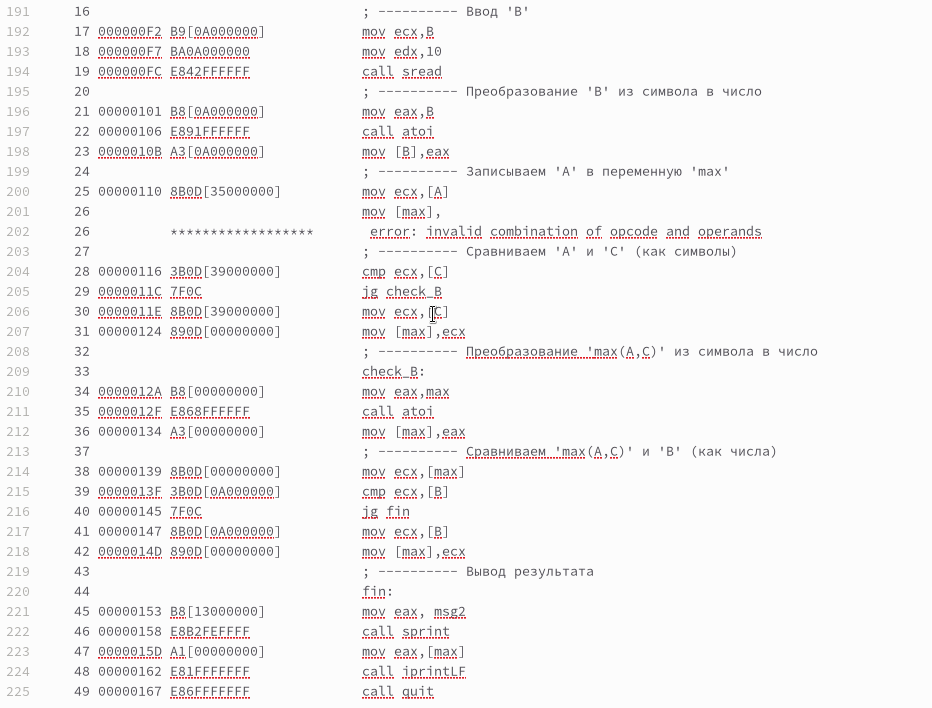 191 16 ; ---------- Ввод 'B'
192 17 000000F2 B9[0A000000] mov ecx,B
193 18 000000F7 BA0A000000 mov edx,10
194 19 000000FC E842FFFFFF call sread
195 20 ; ---------- Преобразование 'B' из символа в число
196 21 00000101 B8[0A000000] mov eax,B
197 22 00000106 E891FFFFFF call atoi
198 23 0000010B A3[0A000000] mov [B],eax
199 24 ; ---------- Записываем 'A' в переменную 'max'
200 25 00000110 8B0D[35000000] mov ecx,[A]
201 26 mov [max],
202 26 ****************** error: invalid combination of opcode and operands
203 27 ; ---------- Сравниваем 'A' и 'C' (как символы)
204 28 00000116 3B0D[39000000] cmp ecx,[C]
205 29 0000011C 7F0C jg check_B
206 30 0000011E 8B0D[39000000] mov ecx,[C]
207 31 00000124 890D[00000000] mov [max],ecx
208 32 ; ---------- Преобразование 'max(A,C)' из символа в число
209 33 check_B:
210 34 0000012A B8[00000000] mov eax,max
211 35 0000012F E868FFFFFF call atoi
212 36 00000134 A3[00000000] mov [max],eax
213 37 ; ---------- Сравниваем 'max(A,C)' и 'B' (как числа)
214 38 00000139 8B0D[00000000] mov ecx,[max]
215 39 0000013F 3B0D[0A000000] cmp ecx,[B]
216 40 00000145 7F0C jg fin
217 41 00000147 8B0D[0A000000] mov ecx,[B]
218 42 0000014D 890D[00000000] mov [max],ecx
219 43 ; ---------- Вывод результата
220 44 fin:
221 45 00000153 B8[13000000] mov eax, msg2
222 46 00000158 E8B2FEFFFF call sprint
223 47 0000015D A1[00000000] mov eax,[max]
224 48 00000162 E81FFFFFFF call iprintLF
225 49 00000167 E86FFFFFFF call quit